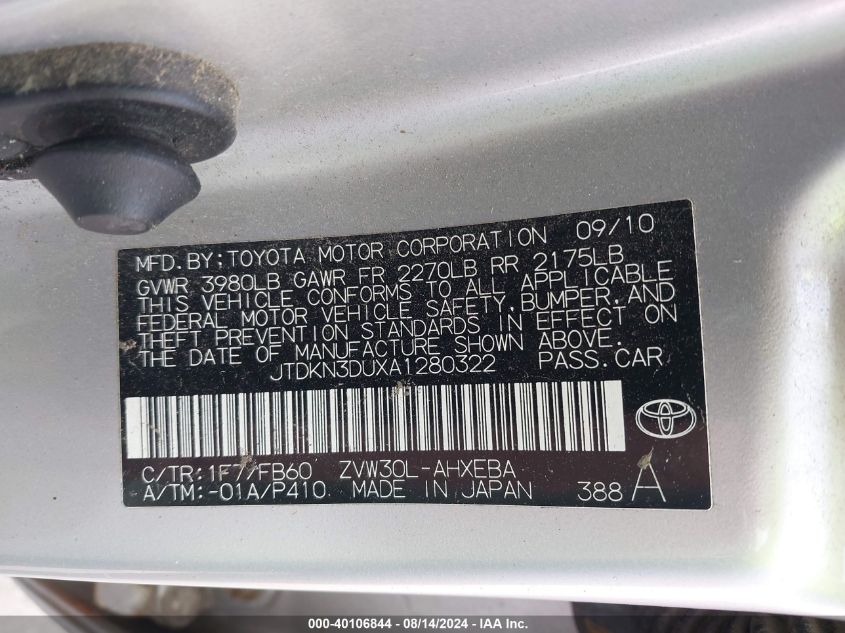 MFD. BY: TOYOTA MOTOR CORPORATION 09/10
GVWR 3980LB GAWR FR 2270LB RR 2175LB
THIS VEHICLE CONFORMS TO ALL APPLICABLE
FEDERAL MOTOR VEHICLE SAFETY, BUMPER, AND
THEFT PREVENTION STANDARDS IN EFFECT ON
THE DATE OF MANUFACTURE SHOWN ABOVE.
JTDKN3DUXA1280322 PASS. CAR
C/TR: 1F7/FB60 ZVW30L-AHXEBA
A/TM: -01A/P410 MADE IN JAPAN 388 A
000-40106844 - 08/14/2024 - IAA Inc.